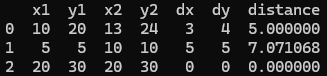 x1 y1 x2 y2 dx dy distance
0 10 20 13 24 3 4 5.000000
1 5 5 10 10 5 5 7.071068
2 20 30 20 30 0 0 0.000000